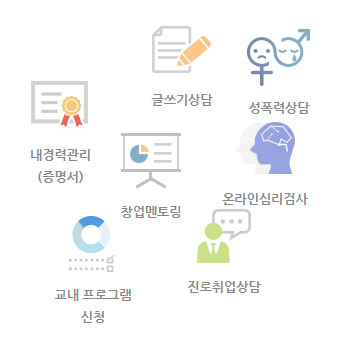 글쓰기상담
성폭력상담
내경력관리
(증명서)
온라인심리검사
창업멘토링
진로취업상담
교내 프로그램
신청